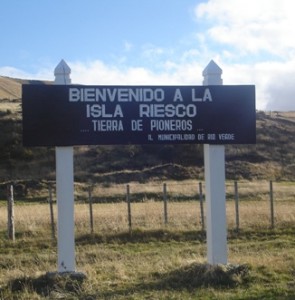 BIENVENIDO A LA
ISLA RIESCO
... TIERRA DE PIONEROS ...
I. MUNICIPALIDAD DE RIO VERDE